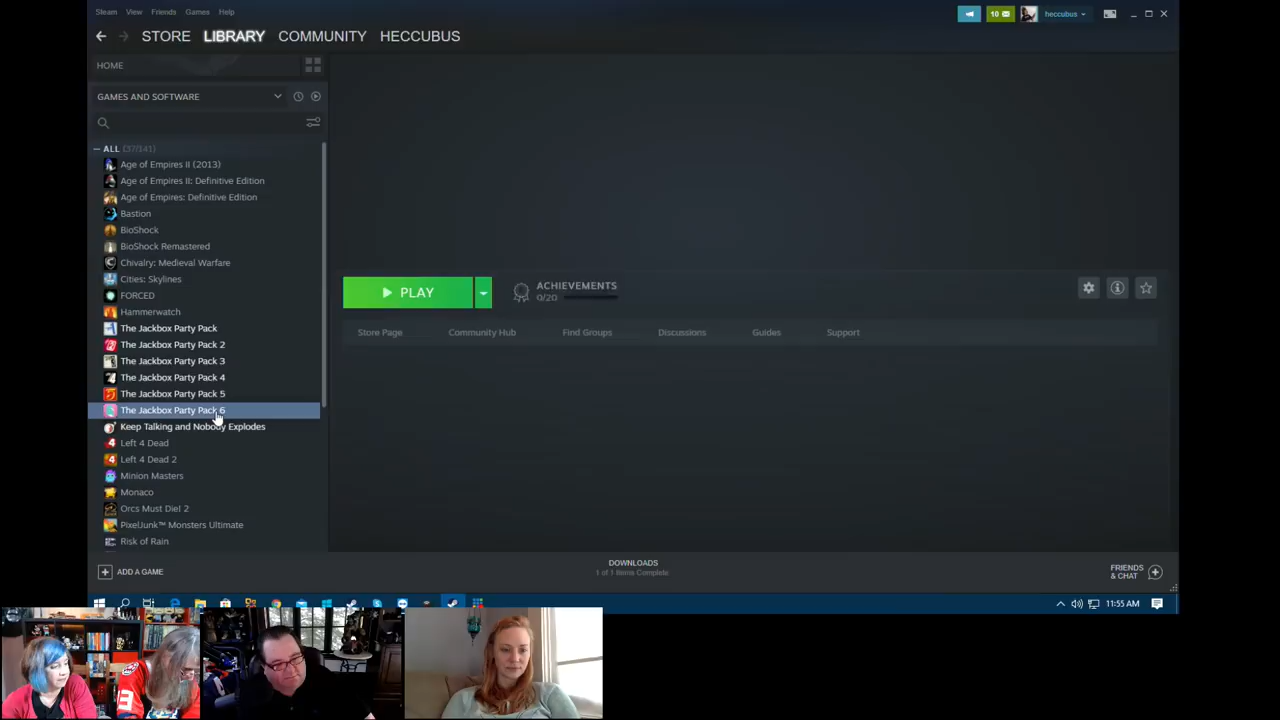 Steam View Friends Games Help
10 heccubus
STORE LIBRARY COMMUNITY HECCUBUS
HOME
GAMES AND SOFTWARE
ALL (37/141)
Age of Empires II (2013)
Age of Empires II: Definitive Edition
Age of Empires: Definitive Edition
Bastion
BioShock
BioShock Remastered
Chivalry: Medieval Warfare
Cities: Skylines
FORCED
Hammerwatch
The Jackbox Party Pack
The Jackbox Party Pack 2
The Jackbox Party Pack 3
The Jackbox Party Pack 4
The Jackbox Party Pack 5
The Jackbox Party Pack 6
Keep Talking and Nobody Explodes
Left 4 Dead
Left 4 Dead 2
Minion Masters
Monaco
Orcs Must Die! 2
PixelJunk™ Monsters Ultimate
Risk of Rain
PLAY
ACHIEVEMENTS
0/20
Store Page Community Hub Find Groups Discussions Guides Support
ADD A GAME
DOWNLOADS
1 of 1 Items Complete
FRIENDS
& CHAT
11:55 AM